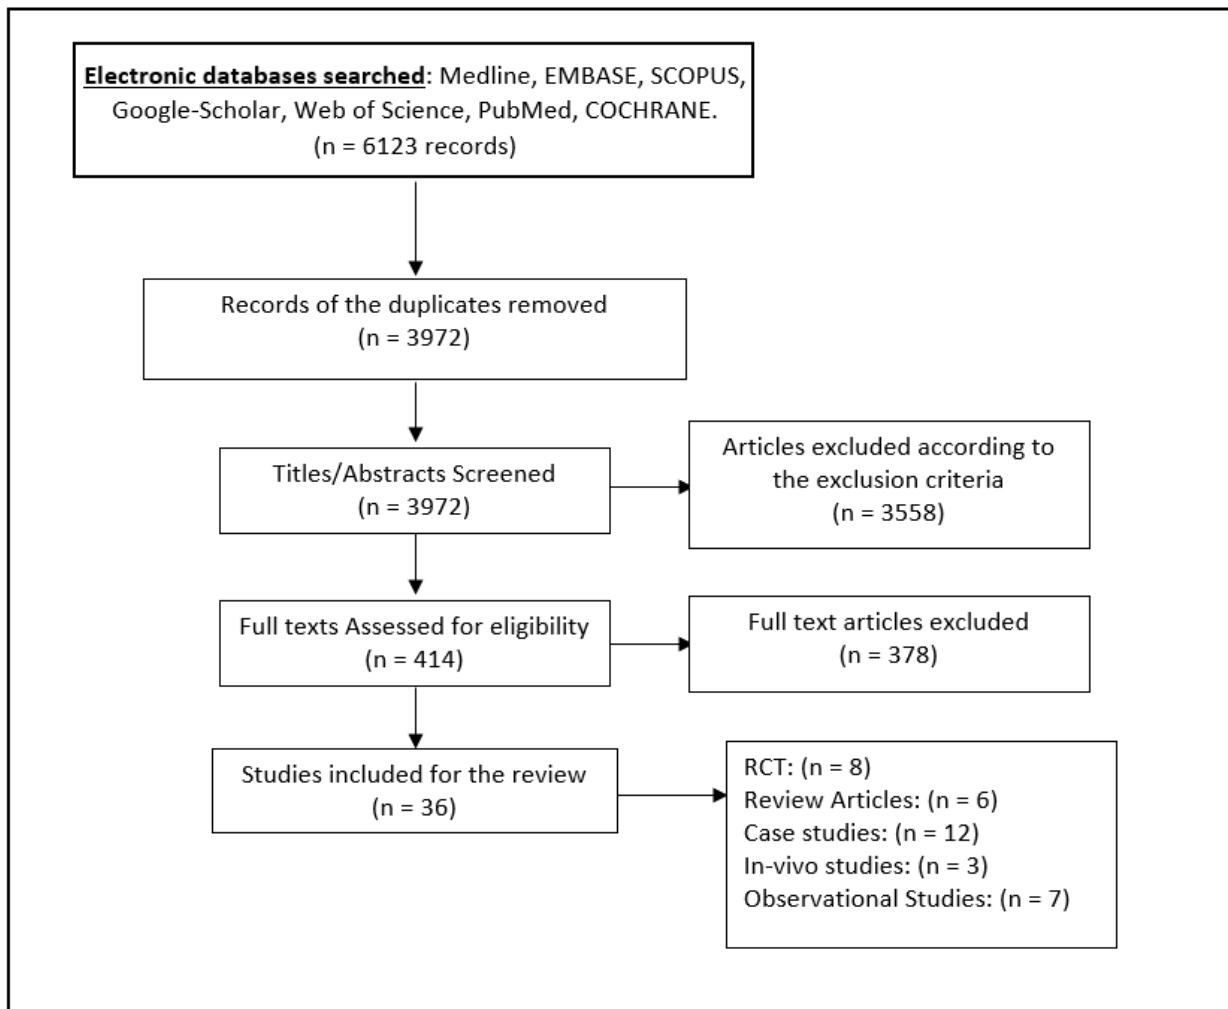 Electronic databases searched: Medline, EMBASE, SCOPUS,
Google-Scholar, Web of Science, PubMed, COCHRANE.
(n = 6123 records)
Records of the duplicates removed
(n = 3972)
Titles/Abstracts Screened
(n = 3972)
Articles excluded according to
the exclusion criteria
(n = 3558)
Full texts Assessed for eligibility
(n = 414)
Full text articles excluded
(n = 378)
Studies included for the review
(n = 36)
RCT: (n = 8)
Review Articles: (n = 6)
Case studies: (n = 12)
In-vivo studies: (n = 3)
Observational Studies: (n = 7)